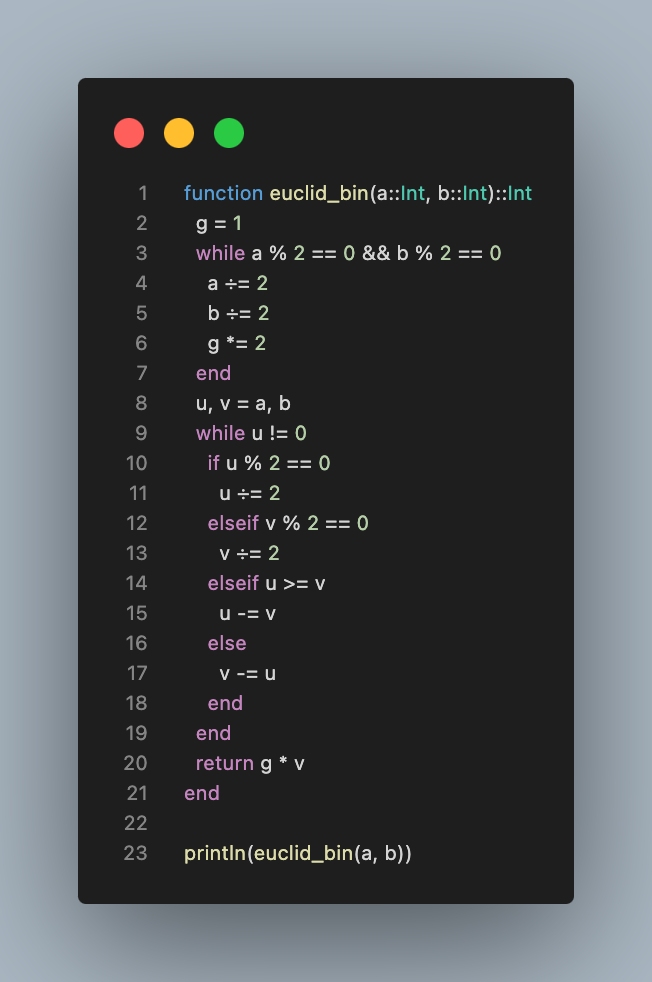 1 function euclid_bin(a::Int, b::Int)::Int
2   g = 1
3   while a % 2 == 0 && b % 2 == 0
4     a ÷= 2
5     b ÷= 2
6     g *= 2
7   end
8   u, v = a, b
9   while u != 0
10     if u % 2 == 0
11       u ÷= 2
12     elseif v % 2 == 0
13       v ÷= 2
14     elseif u >= v
15       u -= v
16     else
17       v -= u
18     end
19   end
20   return g * v
21 end
22
23 println(euclid_bin(a, b))